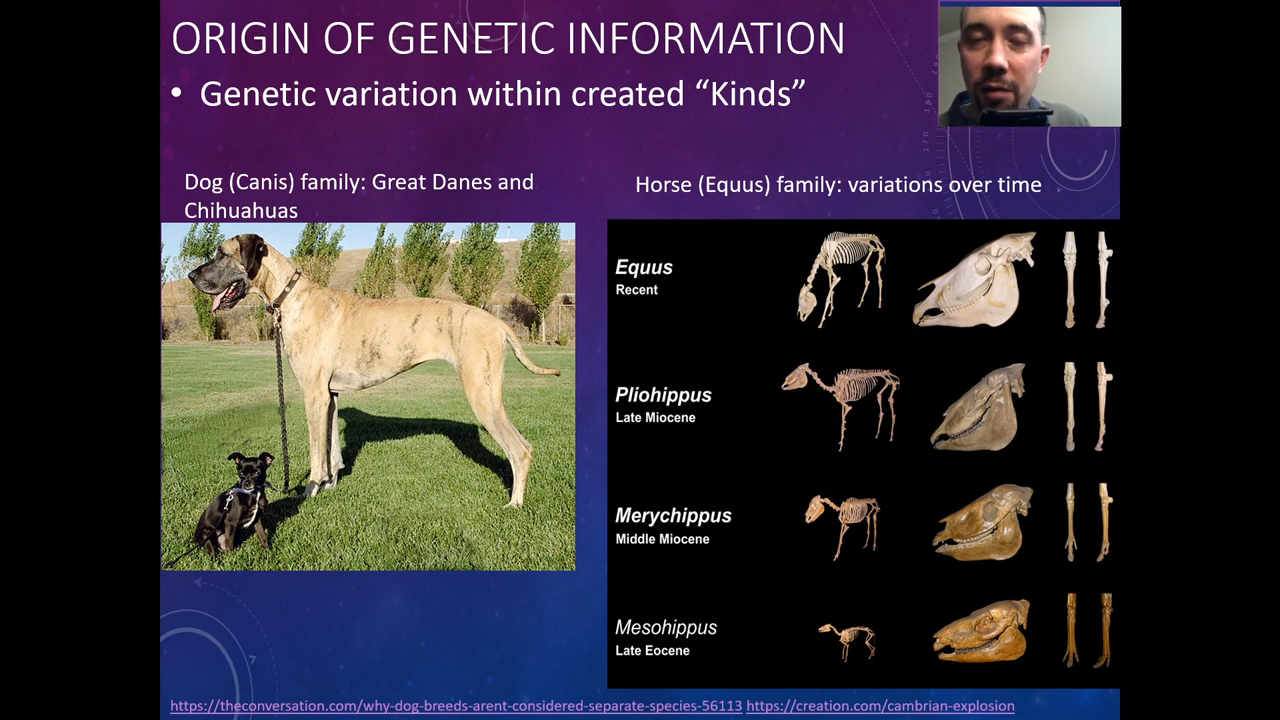 ORIGIN OF GENETIC INFORMATION
• Genetic variation within created “Kinds”
Dog (Canis) family: Great Danes and
Chihuahuas
Horse (Equus) family: variations over time
Equus
Recent
Pliohippus
Late Miocene
Merychippus
Middle Miocene
Mesohippus
Late Eocene
https://theconversation.com/why-dog-breeds-arent-considered-separate-species-56113 https://creation.com/cambrian-explosion